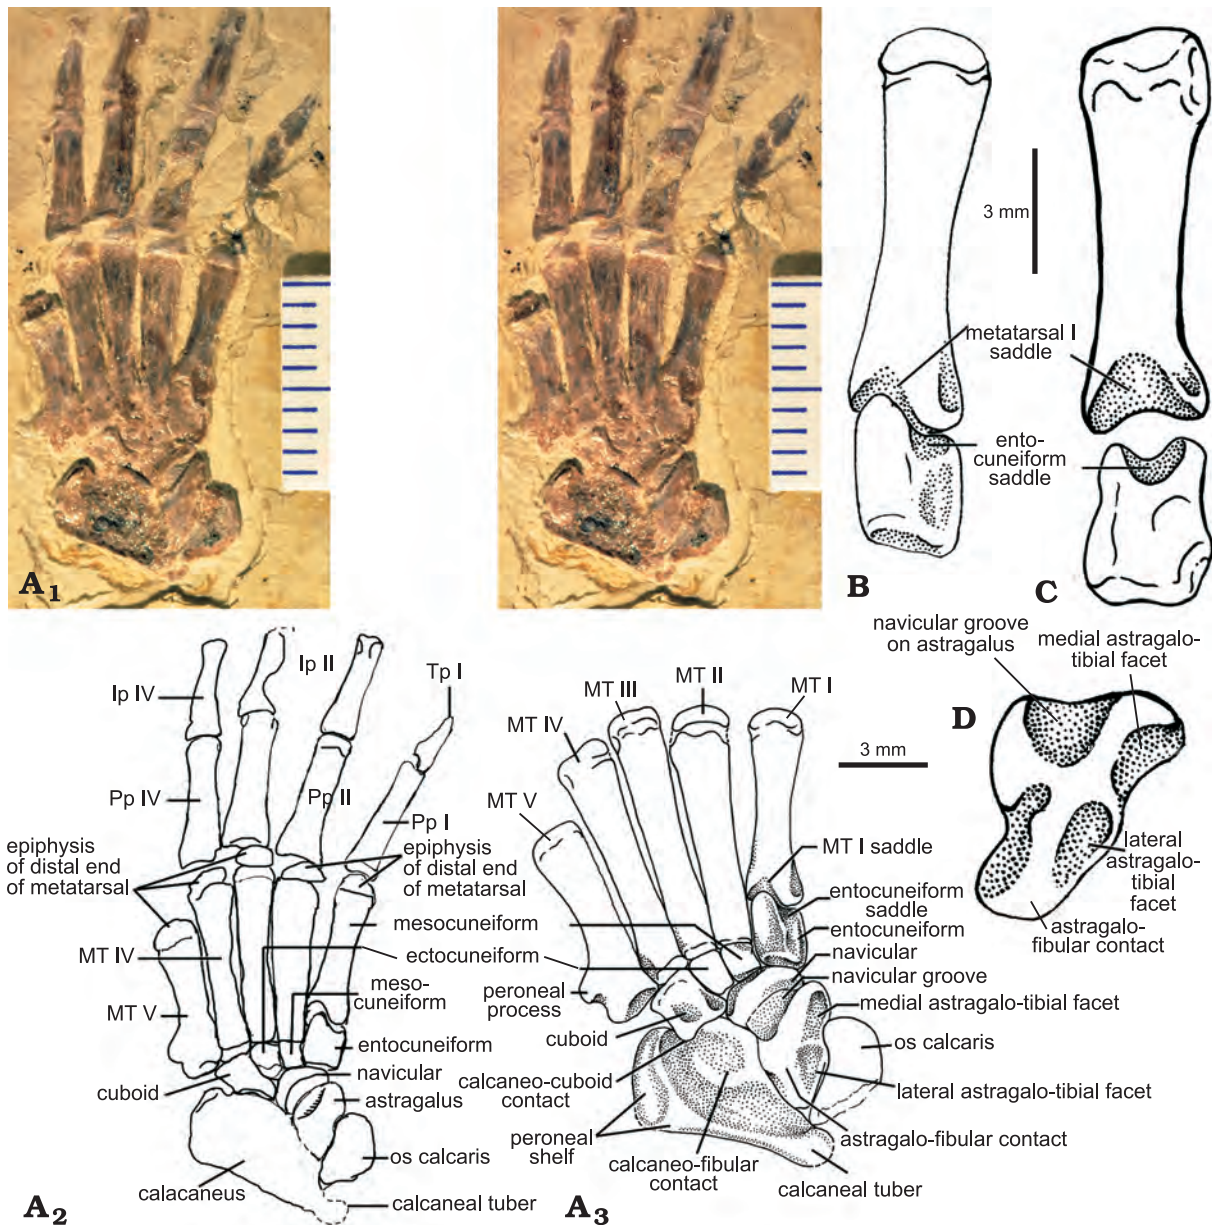 A1
B
C
3 mm
metatarsal I
saddle
ento-
cuneiform
saddle
navicular groove
on astragalus
medial astragalo-
tibial facet
D
lateral
astragalo-
tibial
facet
astragalo-
fibular contact
Ip IV
Ip II
Tp I
Pp IV
Pp II
Pp I
epiphysis
of distal end
of metatarsal
epiphysis
of distal end
of metatarsal
MT IV
MT V
mesocuneiform
ectocuneiform
meso-
cuneiform
entocuneiform
navicular
cuboid
astragalus
os calcaris
calacaneus
calcaneal tuber
A2
MT III
MT II
MT I
MT IV
MT V
3 mm
MT I saddle
entocuneiform
saddle
entocuneiform
navicular
navicular groove
medial astragalo-tibial facet
os calcaris
lateral astragalo-tibial facet
astragalo-fibular contact
calcaneal tuber
peroneal
process
cuboid
calcaneo-cuboid
contact
peroneal
shelf
calcaneo-fibular
contact
A3